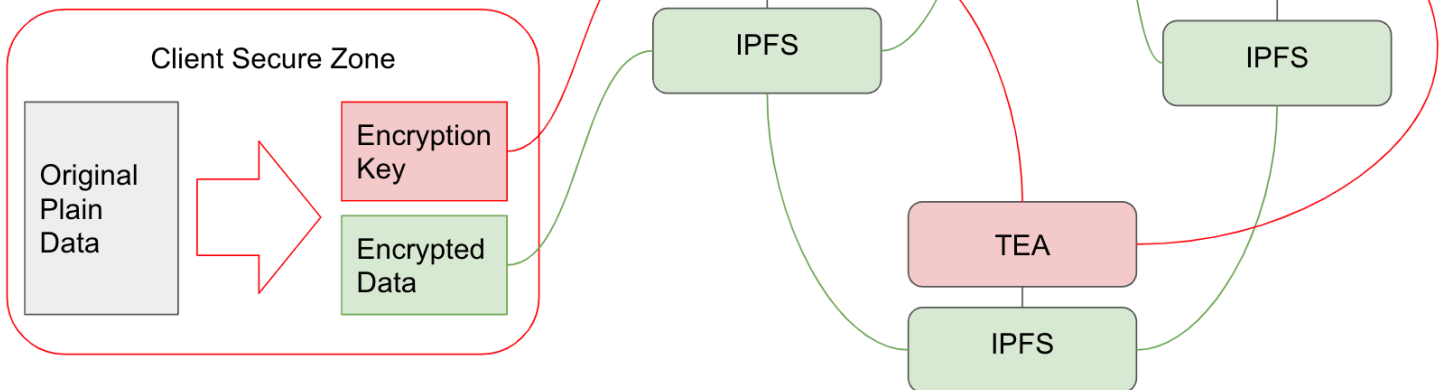 Client Secure Zone
Original
Plain
Data
Encryption
Key
Encrypted
Data
IPFS
IPFS
TEA
IPFS